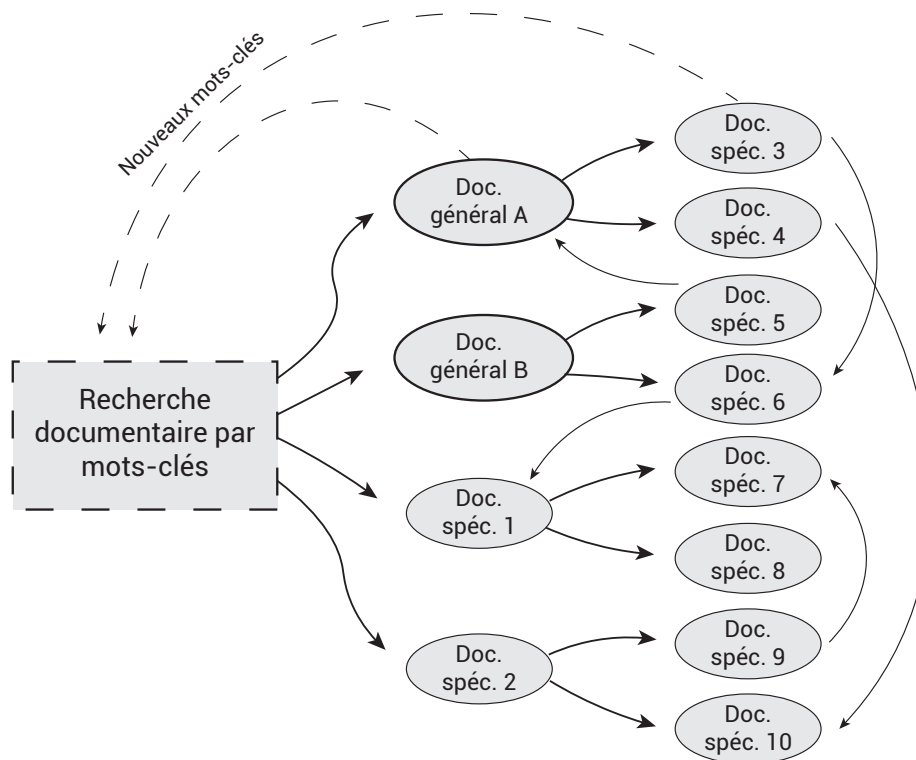 Nouveaux mots-clés
Doc.
spéc. 3
Doc.
général A
Doc.
spéc. 4
Doc.
spéc. 5
Doc.
général B
Doc.
spéc. 6
Recherche
documentaire par
mots-clés
Doc.
spéc. 7
Doc.
spéc. 1
Doc.
spéc. 8
Doc.
spéc. 9
Doc.
spéc. 2
Doc.
spéc. 10